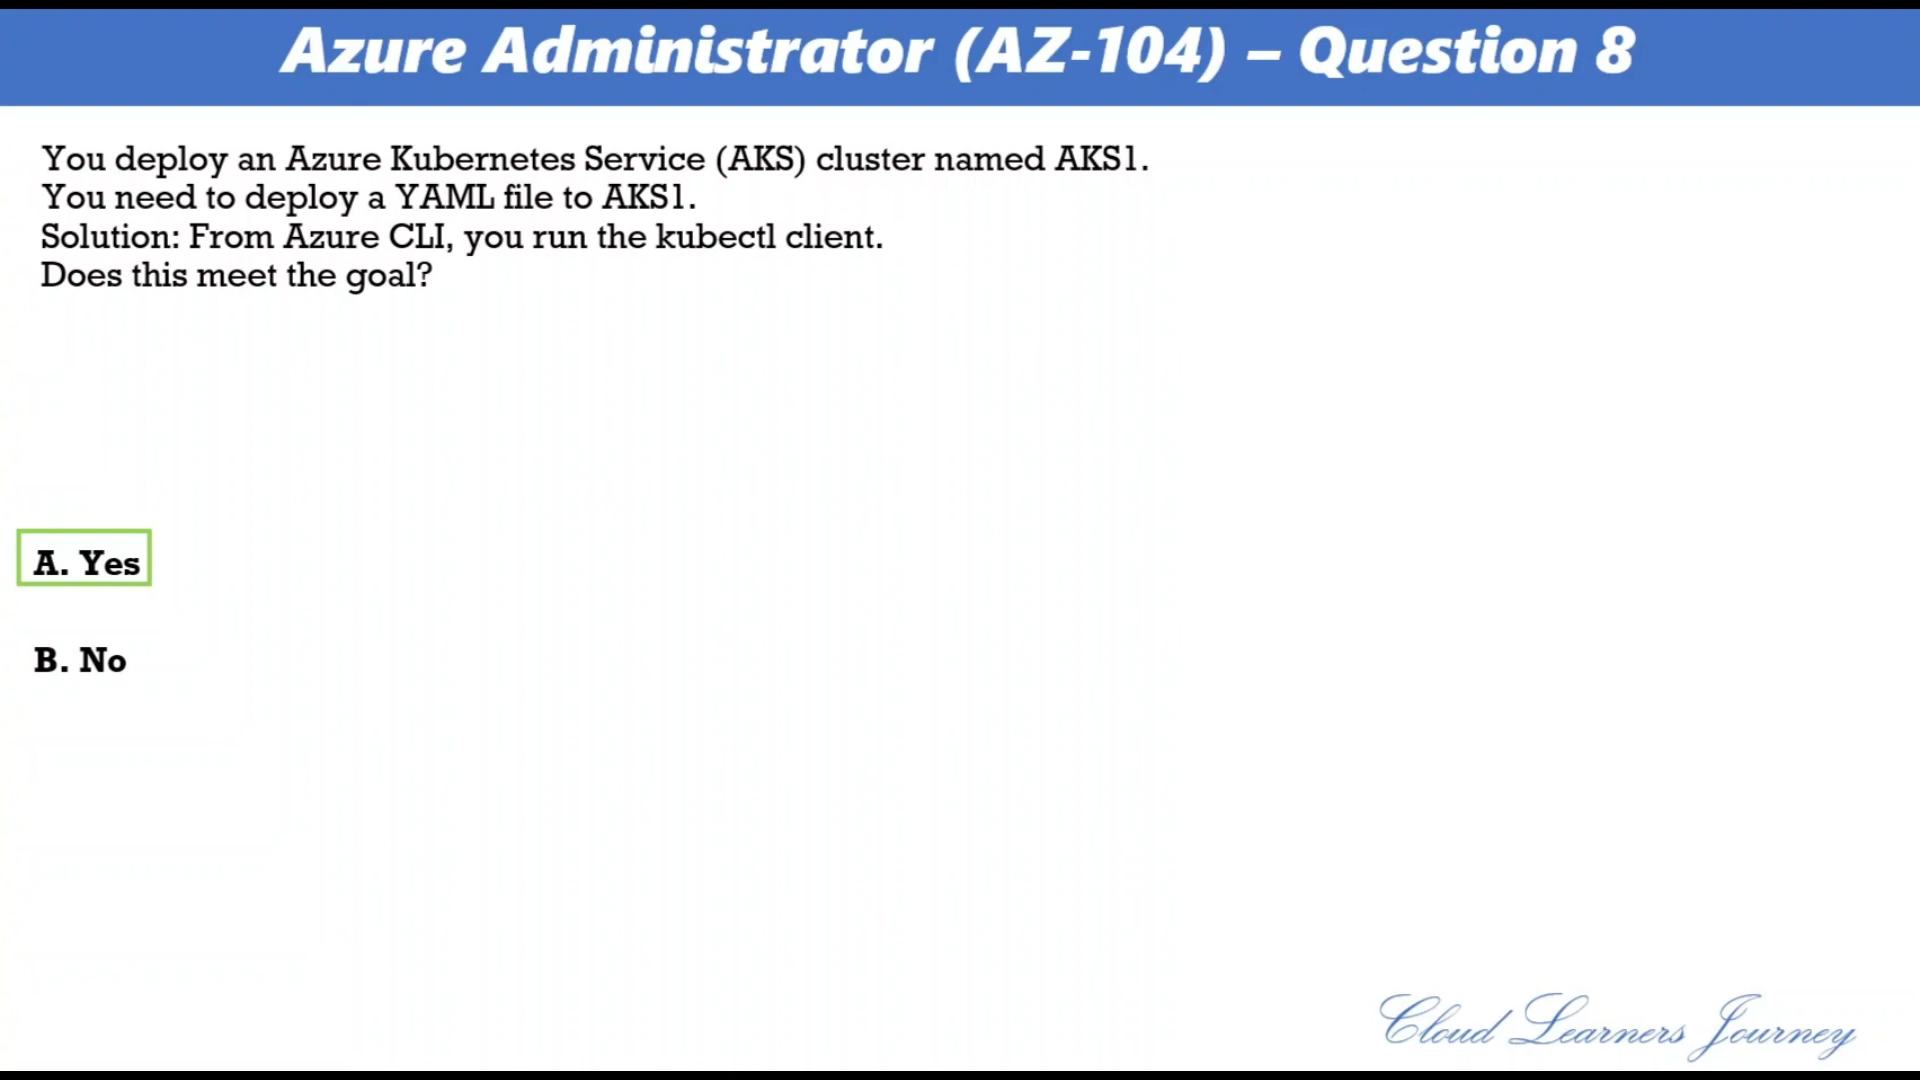 Azure Administrator (AZ-104) – Question 8
You deploy an Azure Kubernetes Service (AKS) cluster named AKS1.
You need to deploy a YAML file to AKS1.
Solution: From Azure CLI, you run the kubectl client.
Does this meet the goal?
A. Yes
B. No
Cloud Learners Journey